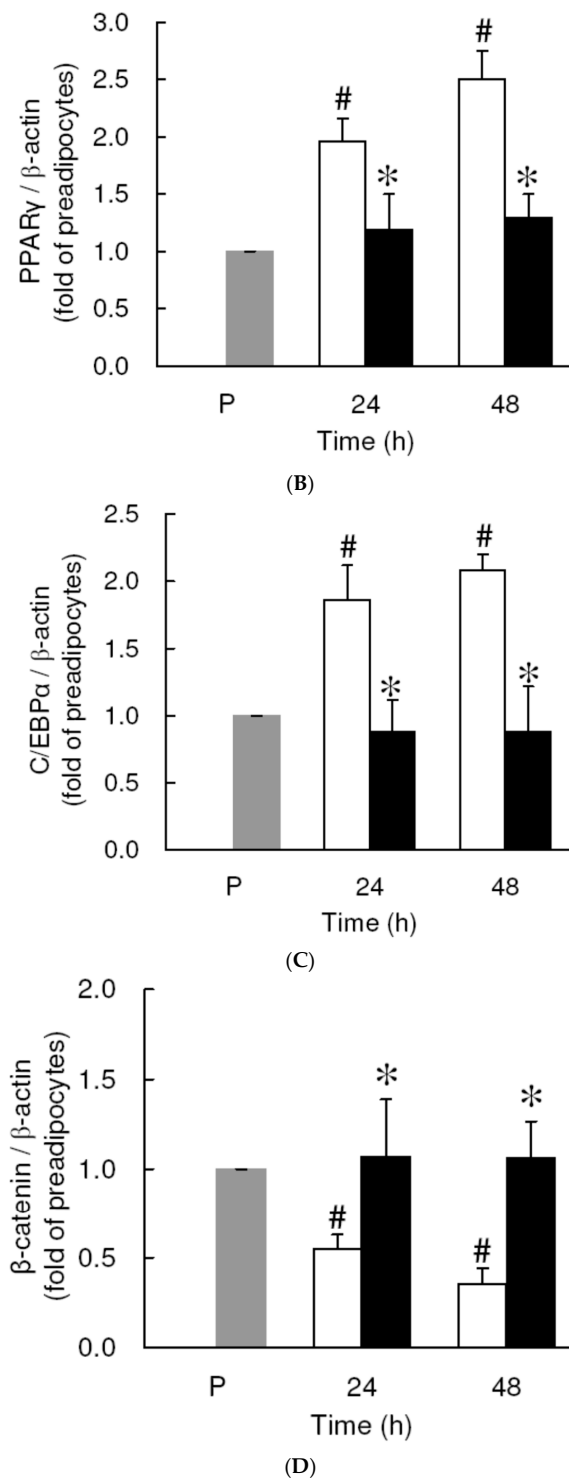 PPARγ / β-actin
(fold of preadipocytes)
3.0
2.5
2.0
1.5
1.0
0.5
0.0
#
*
#
*
P 24 48
Time (h)
(B)
C/EBPα / β-actin
(fold of preadipocytes)
2.5
2.0
1.5
1.0
0.5
0.0
#
*
#
*
P 24 48
Time (h)
(C)
β-catenin / β-actin
(fold of preadipocytes)
2.0
1.5
1.0
0.5
0.0
#
*
#
*
P 24 48
Time (h)
(D)